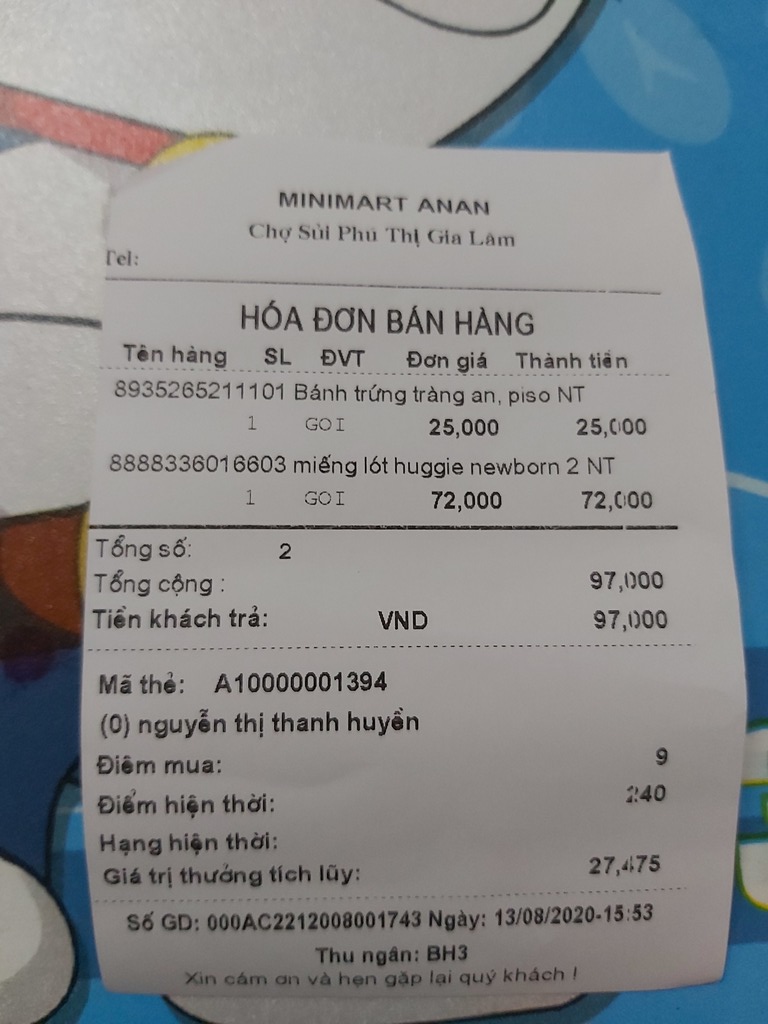 MINIMART ANAN
Chợ Sủi Phú Thị Gia Lâm
Tel:
HÓA ĐƠN BÁN HÀNG
Tên hàng SL ĐVT Đơn giá Thành tiền
8935265211101 Bánh trứng tràng an, piso NT
1 GOI 25,000 25,000
8888336016603 miếng lót huggie newborn 2 NT
1 GOI 72,000 72,000
Tổng số: 2
Tổng cộng : 97,000
Tiền khách trả: VND 97,000
Mã thẻ: A10000001394
(0) nguyễn thị thanh huyền
Điểm mua: 9
Điểm hiện thời: 240
Hạng hiện thời:
Giá trị thưởng tích lũy: 27,475
Số GD: 000AC2212008001743 Ngày: 13/08/2020-15:53
Thu ngân: BH3
Xin cám ơn và hẹn gặp lại quý khách !